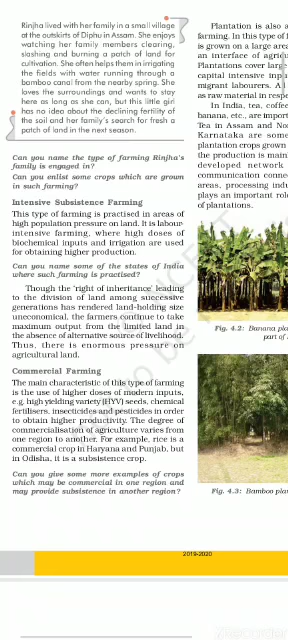 Rinjha lived with her family in a small village
at the outskirts of Diphu in Assam. She enjoys
watching her family members clearing,
slashing and burning a patch of land for
cultivation. She often helps them in irrigating
the fields with water running through a
bamboo canal from the nearby spring. She
loves the surroundings and wants to stay
here as long as she can, but this little girl
has no idea about the declining fertility of
the soil and her family's search for fresh a
patch of land in the next season.
Can you name the type of farming Rinjha's
family is engaged in?
Can you enlist some crops which are grown
in such farming?
Intensive Subsistence Farming
This type of farming is practised in areas of
high population pressure on land. It is labour-
intensive farming, where high doses of
biochemical inputs and irrigation are used
for obtaining higher production.
Can you name some of the states of India
where such farming is practised?
Though the 'right of inheritance' leading
to the division of land among successive
generations has rendered land-holding size
uneconomical, the farmers continue to take
maximum output from the limited land in
the absence of alternative source of livelihood.
Thus, there is enormous pressure on
agricultural land.
Commercial Farming
The main characteristic of this type of farming
is the use of higher doses of modern inputs,
e.g. high yielding variety (HYV) seeds, chemical
fertilisers, insecticides and pesticides in order
to obtain higher productivity. The degree of
commercialisation of agriculture varies from
one region to another. For example, rice is a
commercial crop in Haryana and Punjab, but
in Odisha, it is a subsistence crop.
Can you give some more examples of crops
which may be commercial in one region and
may provide subsistence in another region?
Plantation is also a
farming. In this type of f
is grown on a large area
an interface of agricu
Plantations cover large
capital intensive inpu
migrant labourers. A
as raw material in respe
In India, tea, coffee
banana, etc., are import
Tea in Assam and Nor
Karnataka are some
plantation crops grown
the production is main
developed network
communication connec
areas, processing indu
plays an important role
of plantations.
Fig. 4.2: Banana pla
part of
Fig. 4.3: Bamboo plan
2019-2020